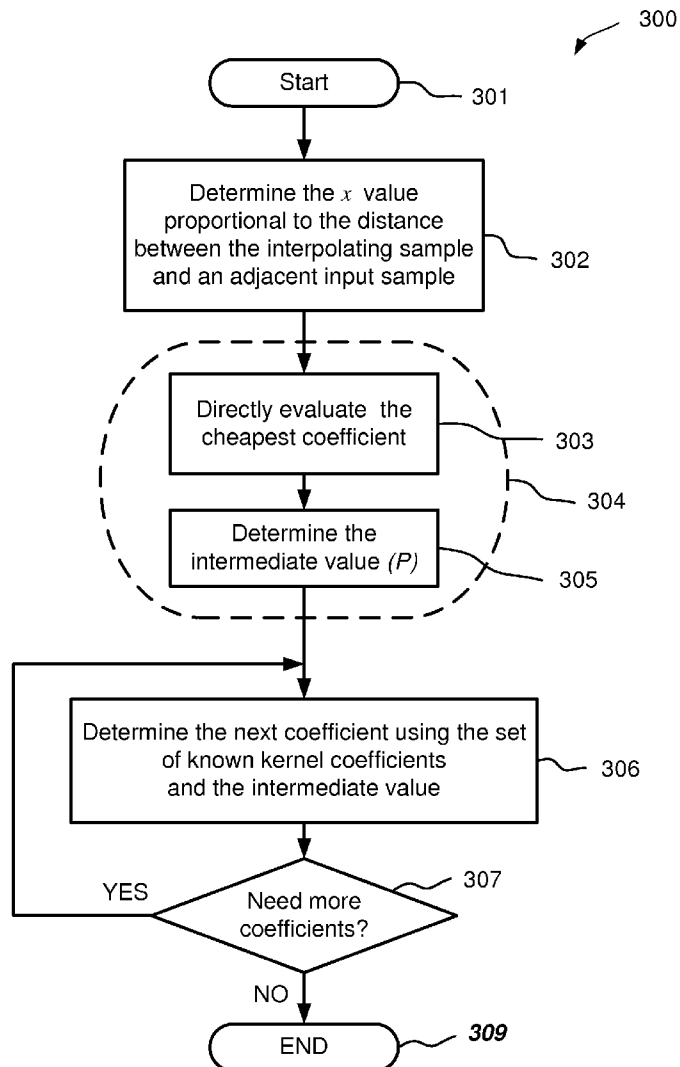 300
Start
301
Determine the x value
proportional to the distance
between the interpolating sample
and an adjacent input sample
302
Directly evaluate the
cheapest coefficient
303
304
Determine the
intermediate value (P)
305
Determine the next coefficient using the set
of known kernel coefficients
and the intermediate value
306
YES
307
Need more
coefficients?
NO
END
309